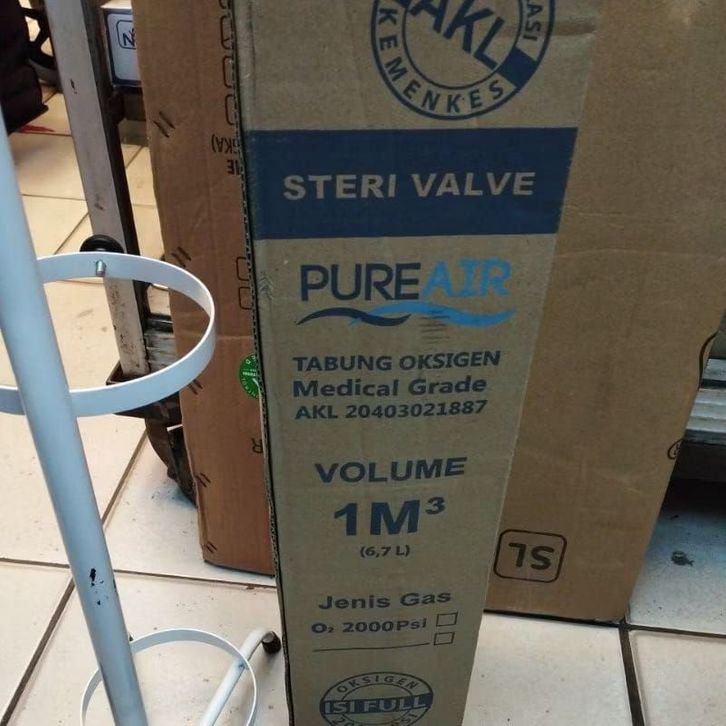 AKL
KEMENKES
STERI VALVE
PUREAIR
TABUNG OKSIGEN
Medical Grade
AKL 20403021887
VOLUME
1M³
(6,7 L)
Jenis Gas
O₂ 2000Psi
OKSIGEN
ISI FULL
SL